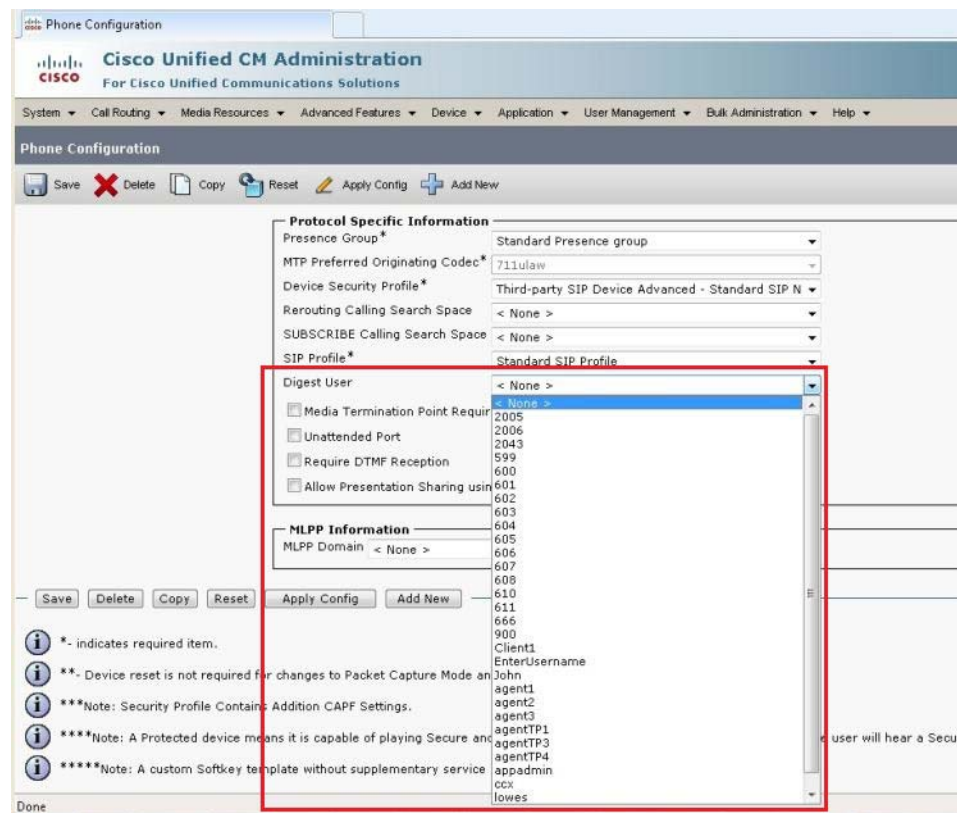 Phone Configuration
CISCO
Cisco Unified CM Administration
For Cisco Unified Communications Solutions
System Call Routing Media Resources Advanced Features Device Application User Management Bulk Administration Help
Phone Configuration
Save Delete Copy Reset Apply Config Add New
Protocol Specific Information
Presence Group* Standard Presence group
MTP Preferred Originating Codec* 711ulaw
Device Security Profile* Third-party SIP Device Advanced - Standard SIP N
Rerouting Calling Search Space < None >
SUBSCRIBE Calling Search Space < None >
SIP Profile* Standard SIP Profile
Digest User < None >
Media Termination Point Requir
Unattended Port
Require DTMF Reception
Allow Presentation Sharing usin
< None >
2005
2006
2043
599
600
601
602
603
604
605
606
607
608
610
611
666
900
Client1
EnterUsername
John
agent1
agent2
agent3
agentTP1
agentTP3
agentTP4
appadmin
ccx
lowes
MLPP Information
MLPP Domain < None >
Save Delete Copy Reset Apply Config Add New
*- indicates required item.
**- Device reset is not required for changes to Packet Capture Mode an
***Note: Security Profile Contains Addition CAPF Settings.
****Note: A Protected device means it is capable of playing Secure and user will hear a Secu
*****Note: A custom Softkey template without supplementary service
Done